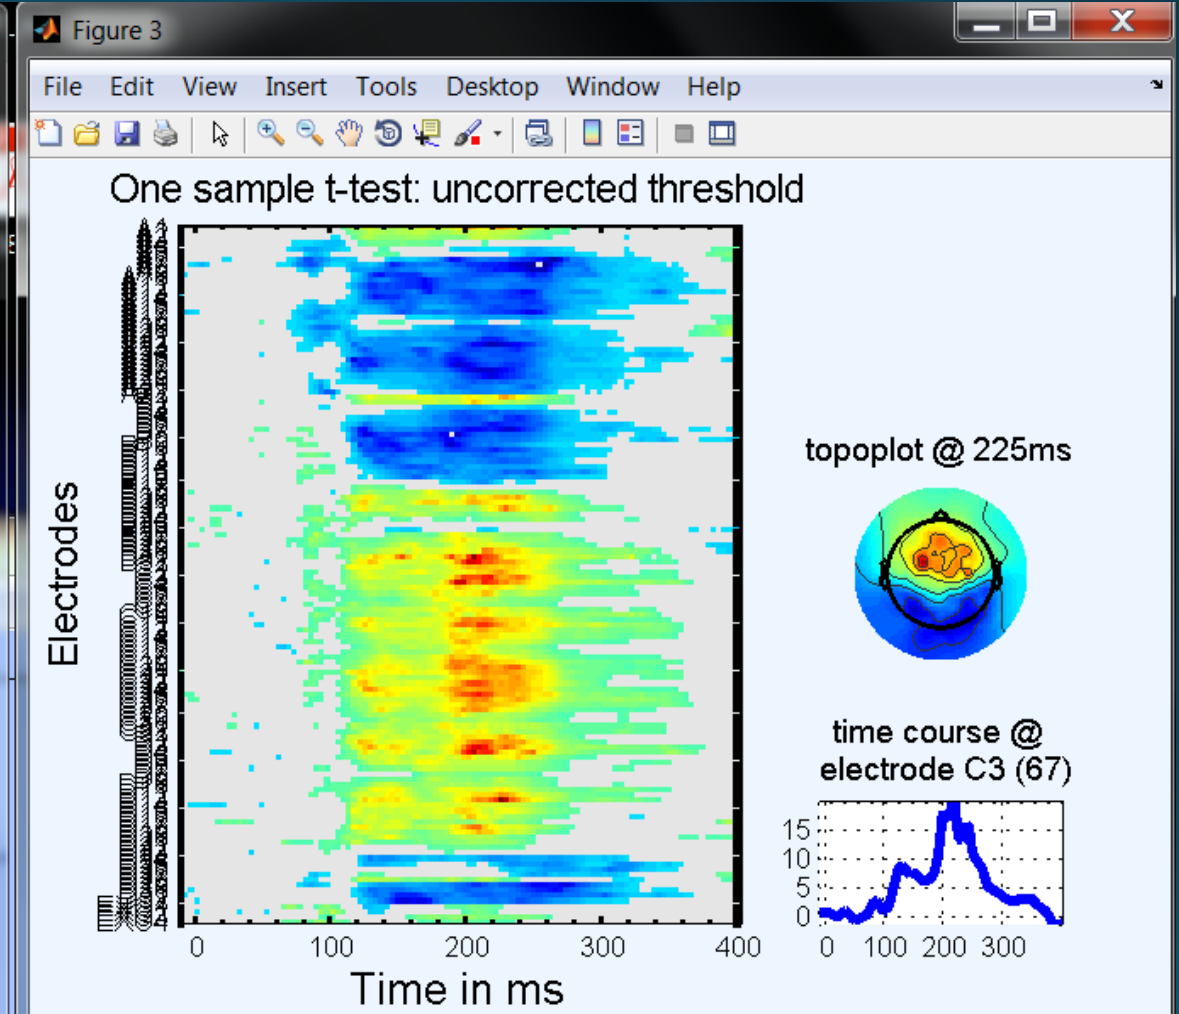 Figure 3
File Edit View Insert Tools Desktop Window Help
One sample t-test: uncorrected threshold
Electrodes
0 100 200 300 400
Time in ms
topoplot @ 225ms
time course @
electrode C3 (67)
15
10
5
0
0 100 200 300